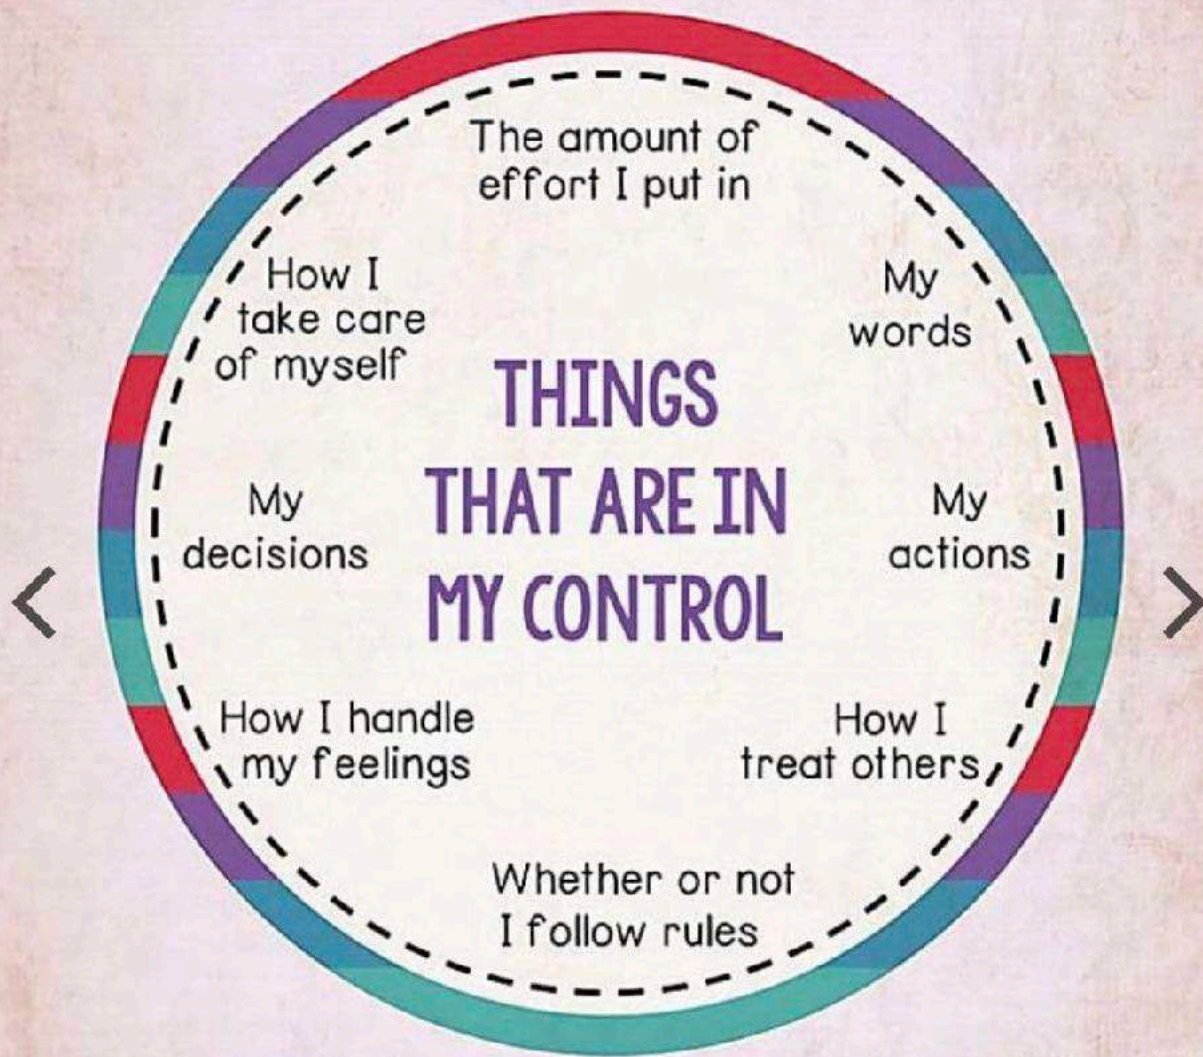 The amount of
effort I put in
My
words
My
actions
How I
treat others
Whether or not
I follow rules
How I handle
my feelings
My
decisions
How I
take care
of myself
THINGS
THAT ARE IN
MY CONTROL